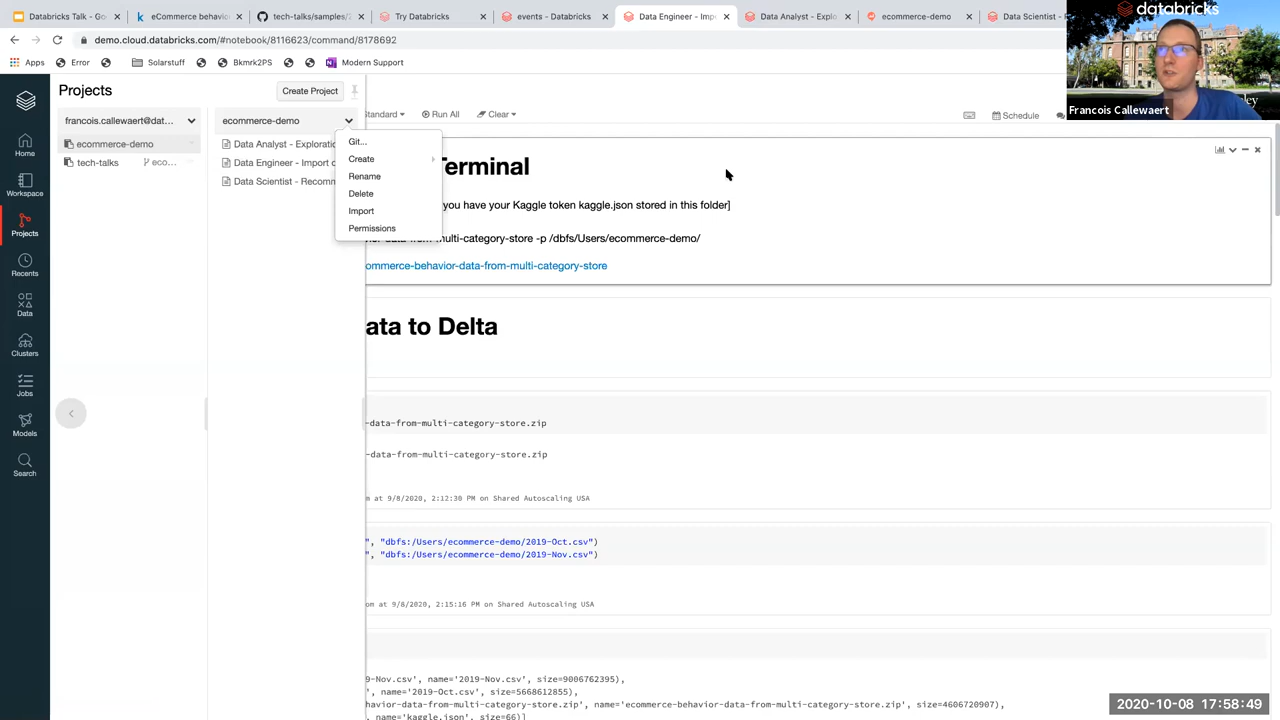 Databricks Talk - Goo
eCommerce behavior
tech-talks/samples/2
Try Databricks
events - Databricks
Data Engineer - Impo
Data Analyst - Explo
ecommerce-demo
Data Scientist - R
databricks
demo.cloud.databricks.com/#notebook/8116623/command/8178692
Apps
Error
Solarstuff
Bkmrk2PS
Modern Support
Francois Callewaert
Projects
Create Project
Standard
Run All
Clear
Schedule
francois.callewaert@dat...
ecommerce-demo
ecommerce-demo
tech-talks
eco...
Data Analyst - Exploratio
Data Engineer - Import o
Data Scientist - Recomm
Git...
Create
Rename
Delete
Import
Permissions
Home
Workspace
Projects
Recents
Data
Clusters
Jobs
Models
Search
Terminal
you have your Kaggle token kaggle.json stored in this folder]
-data-from-multi-category-store -p /dbfs/Users/ecommerce-demo/
ommerce-behavior-data-from-multi-category-store
ata to Delta
-data-from-multi-category-store.zip
-data-from-multi-category-store.zip
om at 9/8/2020, 2:12:30 PM on Shared Autoscaling USA
", "dbfs:/Users/ecommerce-demo/2019-Oct.csv")
", "dbfs:/Users/ecommerce-demo/2019-Nov.csv")
om at 9/8/2020, 2:15:16 PM on Shared Autoscaling USA
9-Nov.csv', name='2019-Nov.csv', size=9006762395),
', name='2019-Oct.csv', size=5668612855),
havior-data-from-multi-category-store.zip', name='ecommerce-behavior-data-from-multi-category-store.zip', size=4606720907),
, name='kaggle.json', size=66)]
2020-10-08 17:58:49